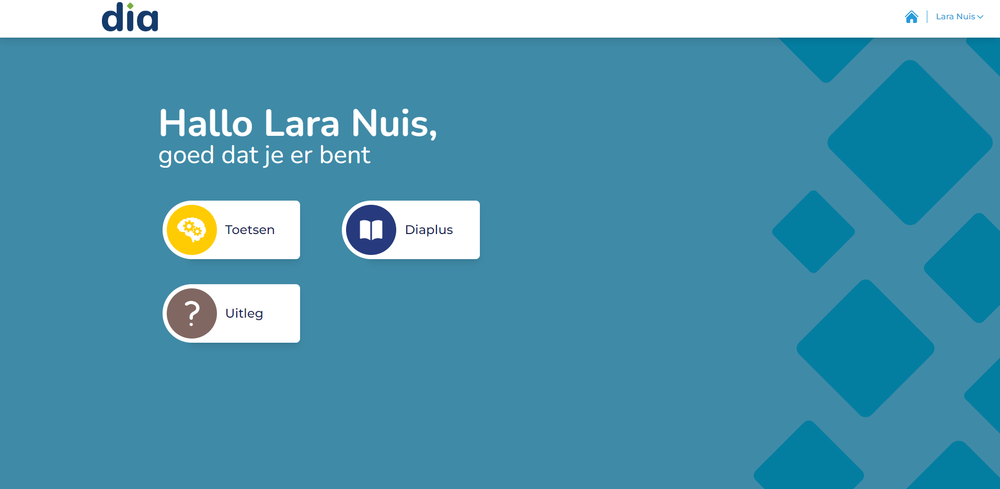 dia
Lara Nuis
Hallo Lara Nuis,
goed dat je er bent
Toetsen
Diaplus
Uitleg